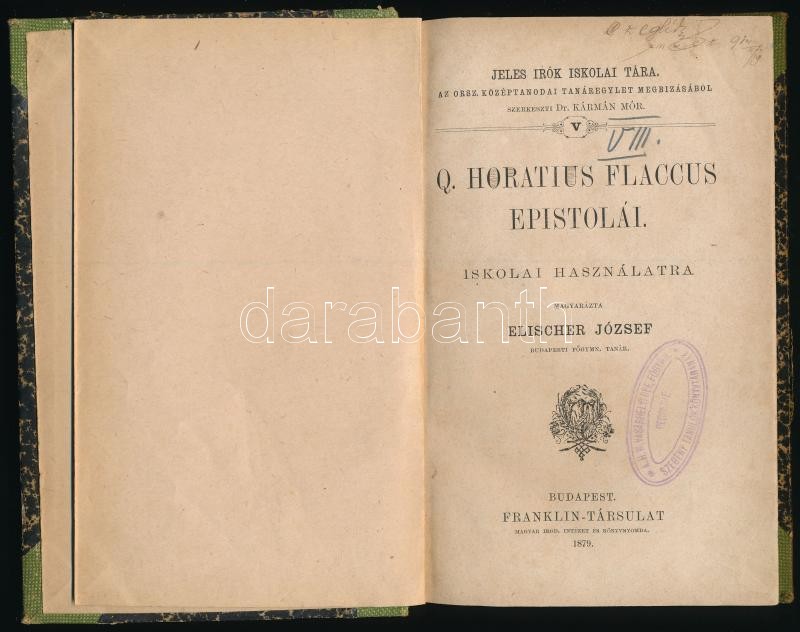 JELES IRÓK ISKOLAI TÁRA.
AZ ORSZ. KÖZÉPTANODAI TANÁREGYLET MEGBIZÁSÁBÓL
SZERKESZTI Dr. KÁRMÁN MÓR.
V
VIII.
Q. HORATIUS FLACCUS
EPISTOLÁI.
ISKOLAI HASZNÁLATRA
MAGYARÁZTA
darabanth
ELISCHER JÓZSEF
BUDAPESTI FŐGYMN. TANÁR.
BUDAPEST.
FRANKLIN-TÁRSULAT
MAGYAR IROD. INTÉZET ÉS KÖNYVNYOMDA.
1879.